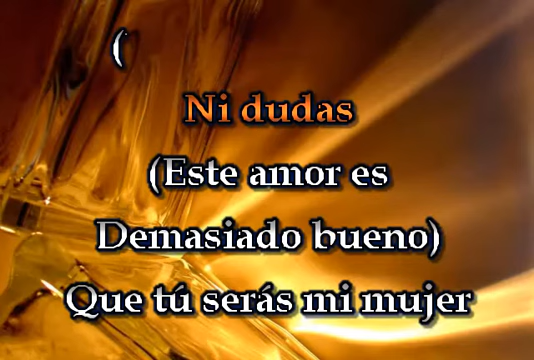 (
Ni dudas
(Este amor es
Demasiado bueno)
Que tú serás mi mujer